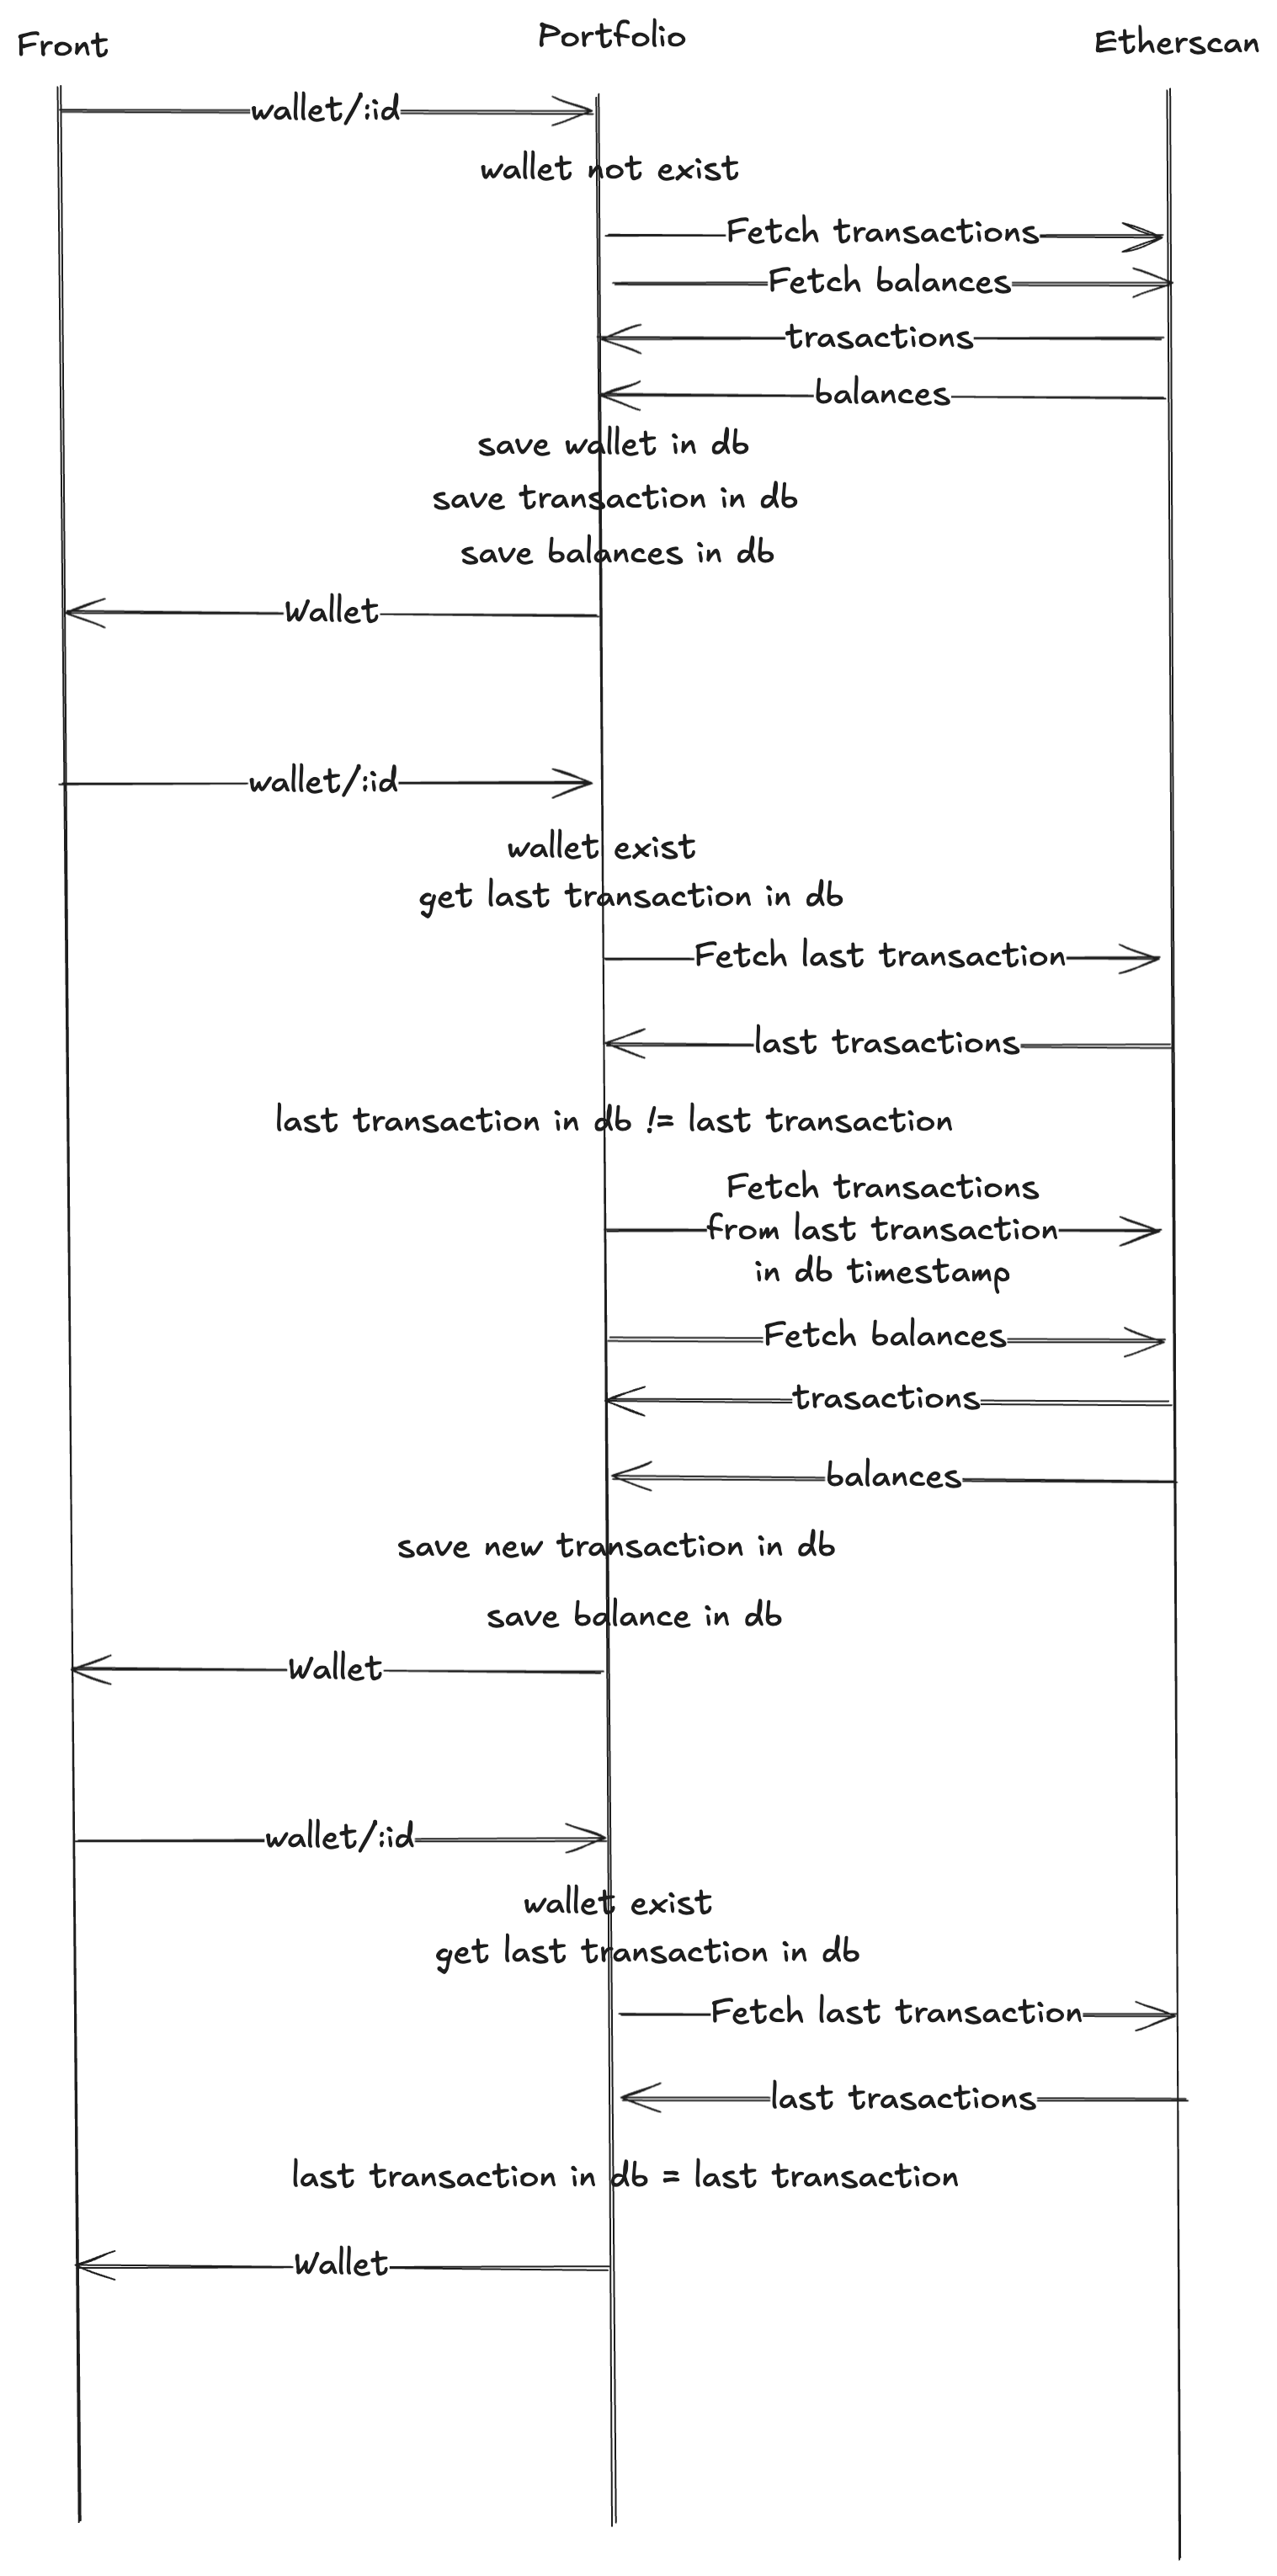 Front
Portfolio
Etherscan
wallet/:id
wallet not exist
Fetch transactions
Fetch balances
trasactions
balances
save wallet in db
save transaction in db
save balances in db
Wallet
wallet/:id
wallet exist
get last transaction in db
Fetch last transaction
last trasactions
last transaction in db != last transaction
Fetch transactions
from last transaction
in db timestamp
Fetch balances
trasactions
balances
save new transaction in db
save balance in db
Wallet
wallet/:id
wallet exist
get last transaction in db
Fetch last transaction
last trasactions
last transaction in db = last transaction
Wallet